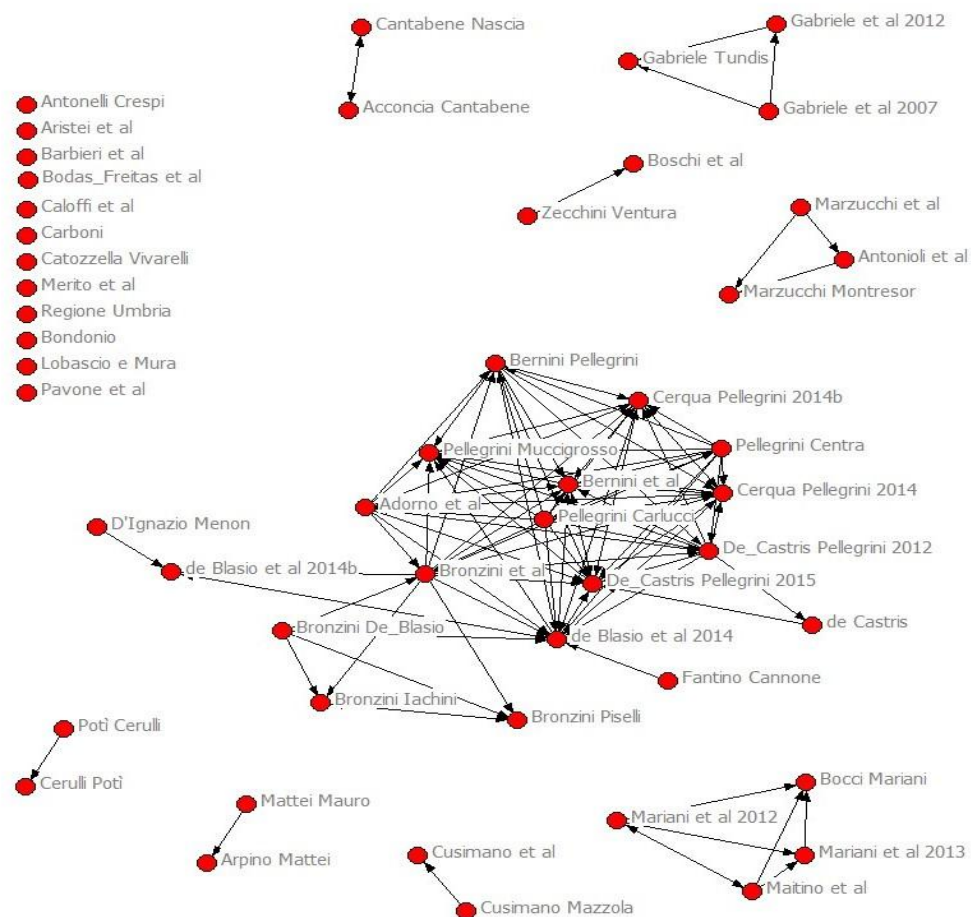 Cantabene Nascia
Gabriele et al 2012
Gabriele Tundis
Acconcia Cantabene
Gabriele et al 2007
Antonelli Crespi
Aristei et al
Barbieri et al
Bodas_Freitas et al
Caloffi et al
Carboni
Catozzella Vivarelli
Merito et al
Regione Umbria
Bondonio
Lobascio e Mura
Pavone et al
Boschi et al
Zecchini Ventura
Marzucchi et al
Antonioli et al
Marzucchi Montresor
Bernini Pellegrini
Cerqua Pellegrini 2014b
Pellegrini Muccigrosso
Pellegrini Centra
Bernini et al
Cerqua Pellegrini 2014
Adorno et al
Pellegrini Carlucci
D'Ignazio Menon
De_Castris Pellegrini 2012
de Blasio et al 2014b
Bronzini et al
De_Castris Pellegrini 2015
de Castris
Bronzini De_Blasio
de Blasio et al 2014
Fantino Cannone
Bronzini Iachini
Bronzini Piselli
Potì Cerulli
Cerulli Potì
Mattei Mauro
Arpino Mattei
Cusimano et al
Cusimano Mazzola
Bocci Mariani
Mariani et al 2012
Mariani et al 2013
Maitino et al